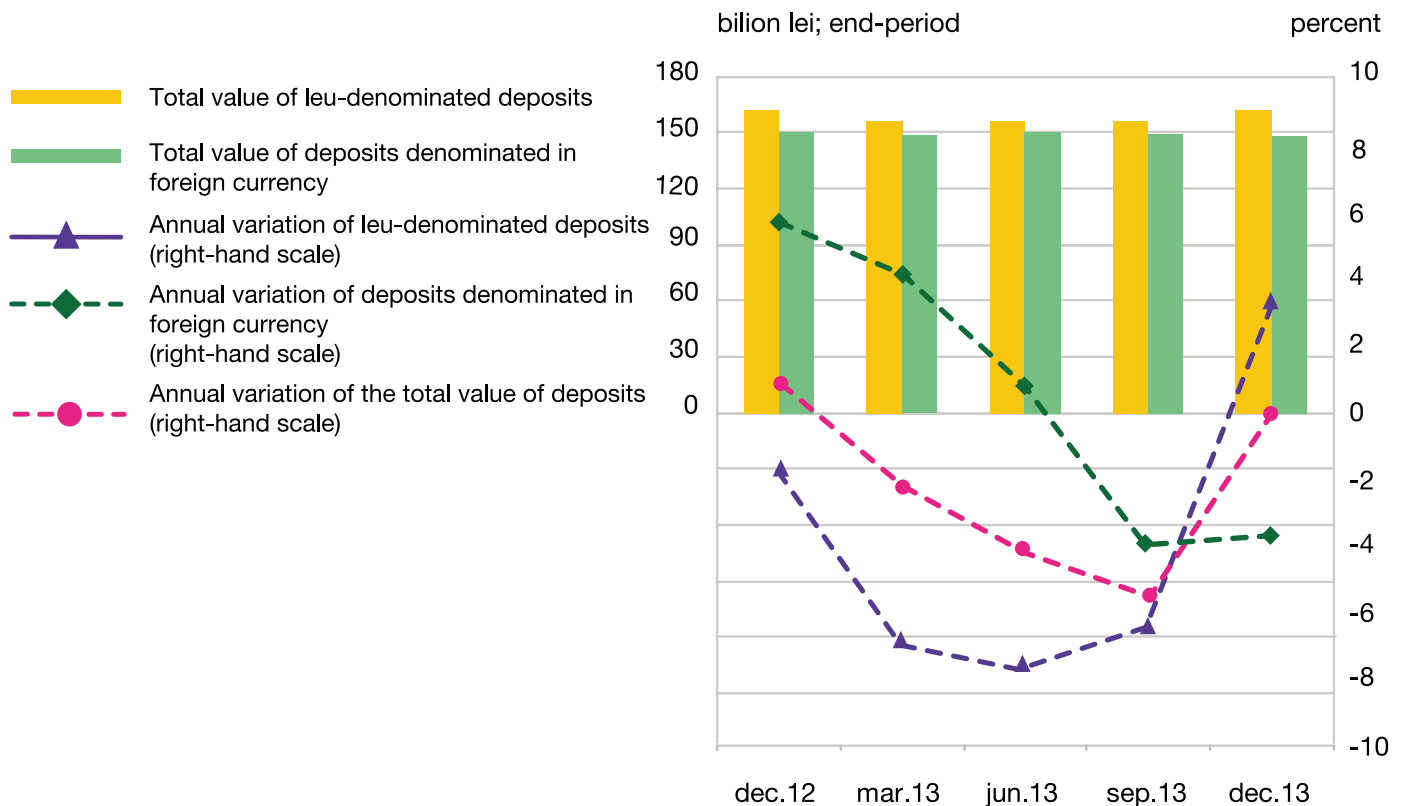 bilion lei; end-period
percent
Total value of leu-denominated deposits
Total value of deposits denominated in
foreign currency
Annual variation of leu-denominated deposits
(right-hand scale)
Annual variation of deposits denominated in
foreign currency
(right-hand scale)
Annual variation of the total value of deposits
(right-hand scale)
180
150
120
90
60
30
0
10
8
6
4
2
0
-2
-4
-6
-8
-10
dec.12 mar.13 jun.13 sep.13 dec.13